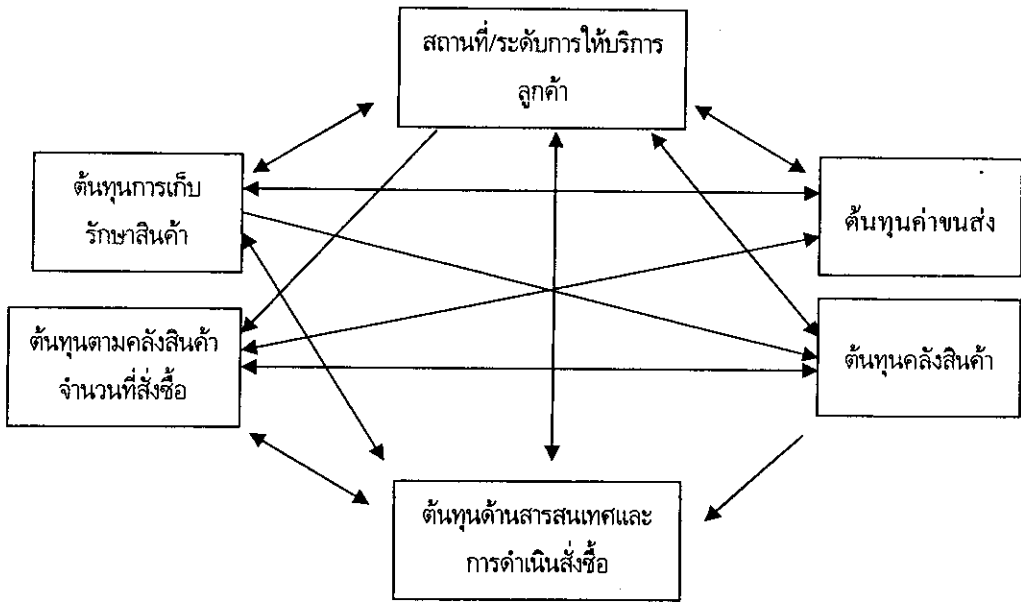 สถานที่/ระดับการให้บริการ
ลูกค้า
ต้นทุนการเก็บ
รักษาสินค้า
ต้นทุนค่าขนส่ง
ต้นทุนตามคลังสินค้า
จำนวนที่สั่งซื้อ
ต้นทุนคลังสินค้า
ต้นทุนด้านสารสนเทศและ
การดำเนินสั่งซื้อ